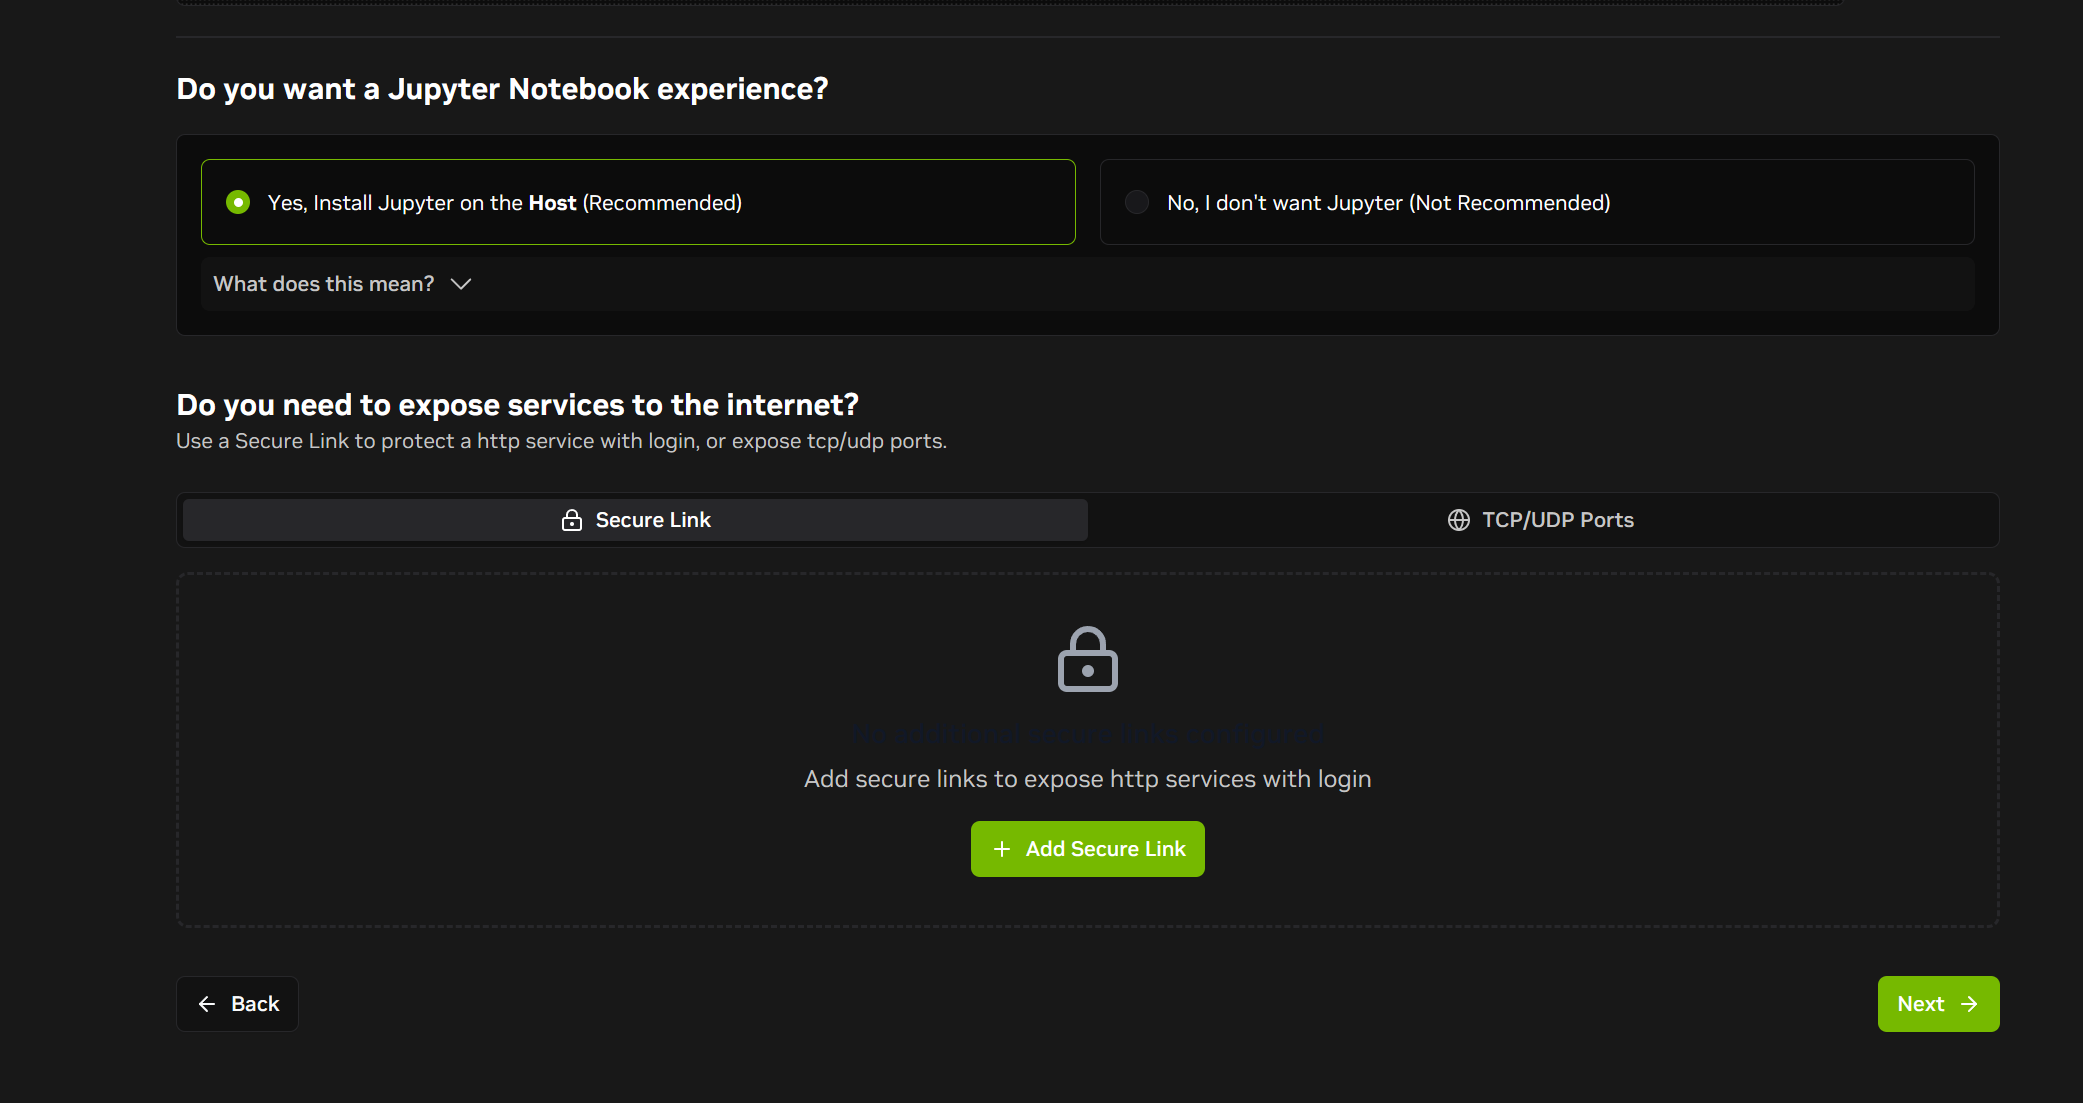 Do you want a Jupyter Notebook experience?
Yes, Install Jupyter on the Host (Recommended)
No, I don't want Jupyter (Not Recommended)
What does this mean?
Do you need to expose services to the internet?
Use a Secure Link to protect a http service with login, or expose tcp/udp ports.
Secure Link
TCP/UDP Ports
No additional secure links configured
Add secure links to expose http services with login
Add Secure Link
Back
Next